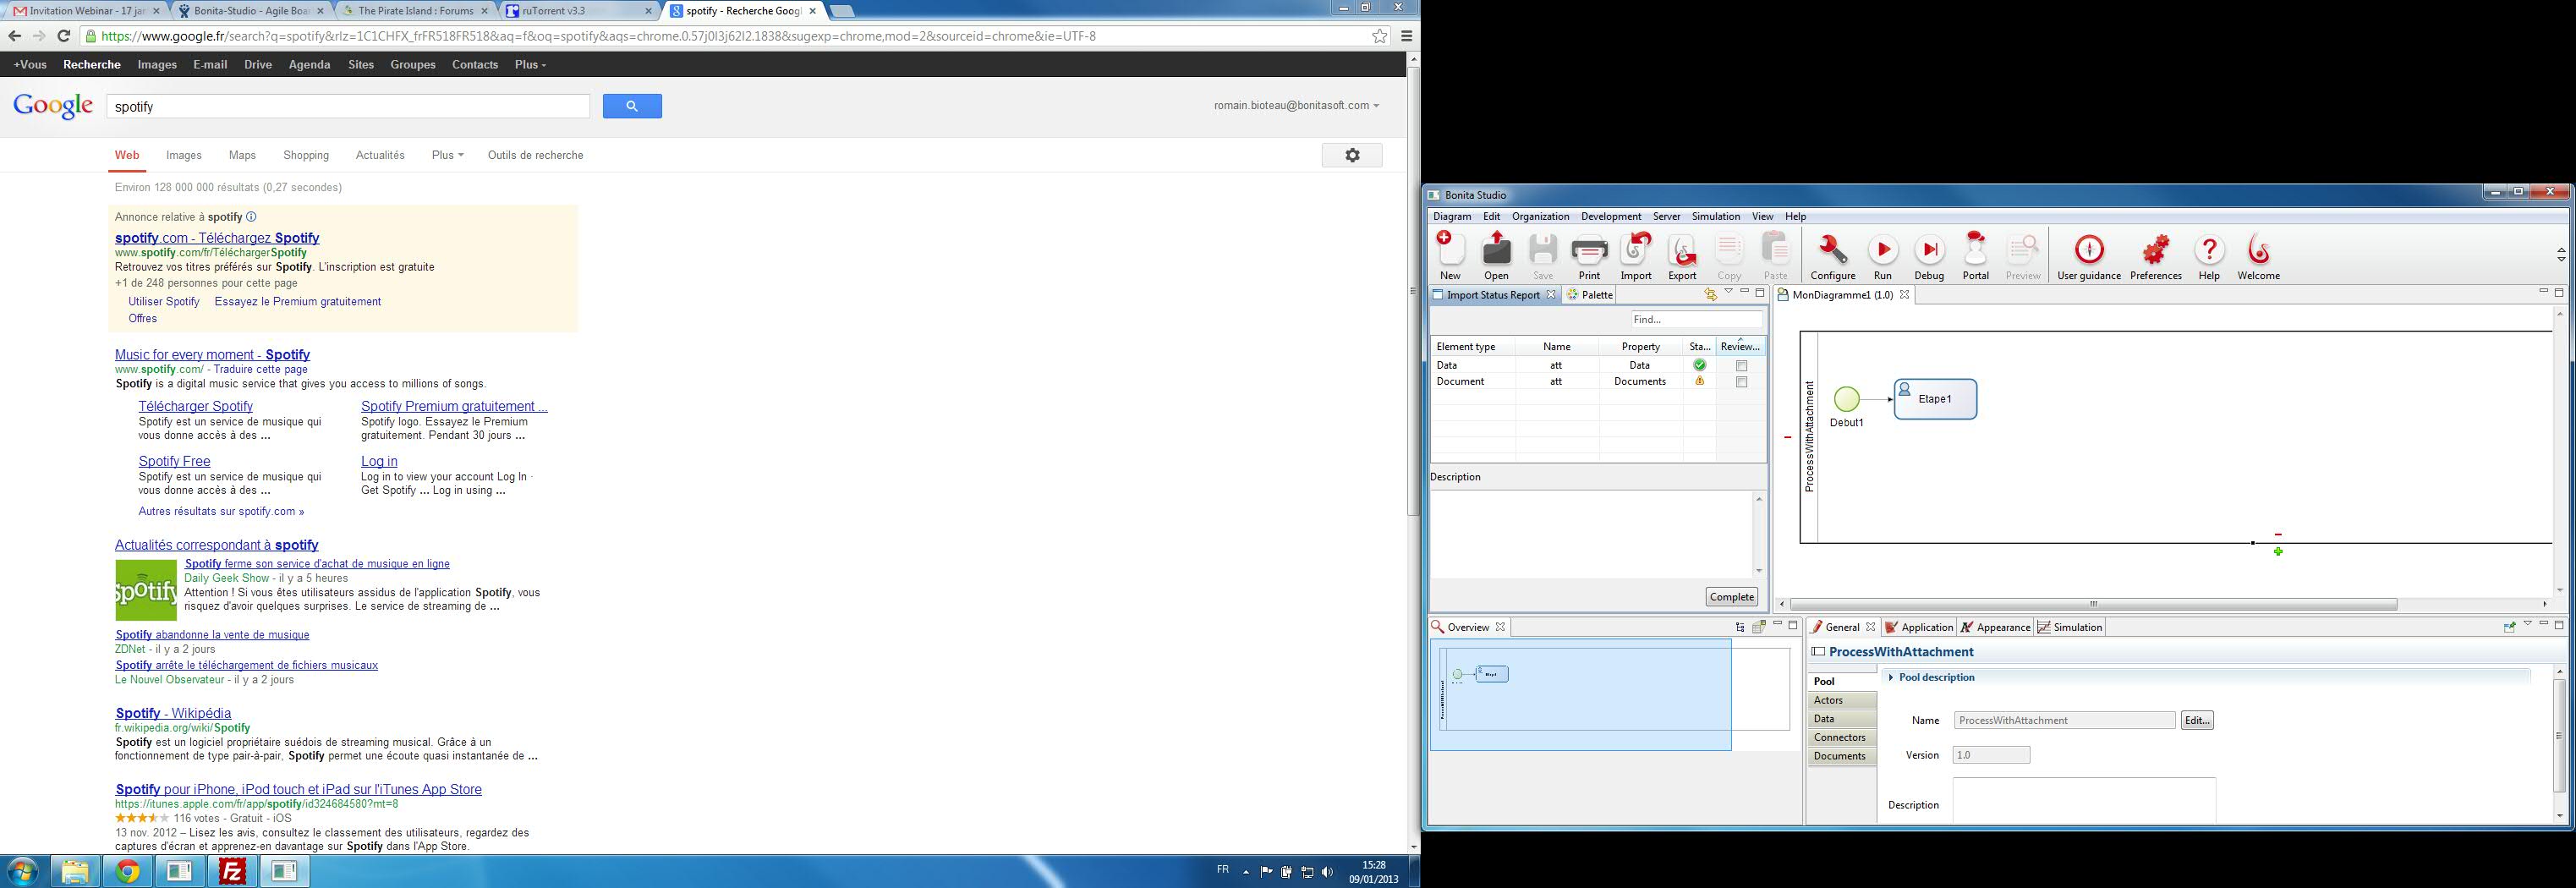 Invitation Webinar - 17 jan
Bonita-Studio - Agile Boar
The Pirate Island : Forums
ruTorrent v3.3
spotify - Recherche Googl
https://www.google.fr/search?q=spotify&rlz=1C1CHFX_frFR518FR518&aq=f&oq=spotify&aqs=chrome.0.57j0l3j62l2.1838&sugexp=chrome,mod=2&sourceid=chrome&ie=UTF-8
+Vous Recherche Images E-mail Drive Agenda Sites Groupes Contacts Plus
Google
spotify
romain.bioteau@bonitasoft.com
Web Images Maps Shopping Actualités Plus Outils de recherche
Environ 128 000 000 résultats (0,27 secondes)
Annonce relative à spotify
spotify.com - Téléchargez Spotify
www.spotify.com/fr/TéléchargerSpotify
Retrouvez vos titres préférés sur Spotify. L'inscription est gratuite
+1 de 248 personnes pour cette page
Utiliser Spotify Essayez le Premium gratuitement
Offres
Music for every moment - Spotify
www.spotify.com/ - Traduire cette page
Spotify is a digital music service that gives you access to millions of songs.
Télécharger Spotify
Spotify est un service de musique qui
vous donne accès à des ...
Spotify Premium gratuitement ...
Spotify logo. Essayez le Premium
gratuitement. Pendant 30 jours ...
Spotify Free
Spotify est un service de musique qui
vous donne accès à des ...
Log in
Log in to view your account Log In ·
Get Spotify ... Log in using ...
Autres résultats sur spotify.com »
Actualités correspondant à spotify
Spotify
Spotify ferme son service d'achat de musique en ligne
Daily Geek Show - il y a 5 heures
Attention ! Si vous êtes utilisateurs assidus de l'application Spotify, vous
risquez d'avoir quelques surprises. Le service de streaming de ...
Spotify abandonne la vente de musique
ZDNet - il y a 2 jours
Spotify arrête le téléchargement de fichiers musicaux
Le Nouvel Observateur - il y a 2 jours
Spotify - Wikipédia
fr.wikipedia.org/wiki/Spotify
Spotify est un logiciel propriétaire suédois de streaming musical. Grâce à un
fonctionnement de type pair-à-pair, Spotify permet une écoute quasi instantanée de ...
Spotify pour iPhone, iPod touch et iPad sur l'iTunes App Store
https://itunes.apple.com/fr/app/spotify/id324684580?mt=8
116 votes - Gratuit - iOS
13 nov. 2012 – Lisez les avis, consultez le classement des utilisateurs, regardez des
captures d'écran et apprenez-en davantage sur Spotify dans l'App Store.
FR
15:28
09/01/2013
Bonita Studio
Diagram Edit Organization Development Server Simulation View Help
New Open Save Print Import Export Copy Paste Configure Run Debug Portal Preview User guidance Preferences Help Welcome
Import Status Report
Palette
Find...
Element type Name Property Sta... Review...
Data att Data
Document att Documents
Description
Complete
MonDiagramme1 (1.0)
ProcessWithAttachment
Debut1
Etape1
Overview
General Application Appearance Simulation
ProcessWithAttachment
Pool
Actors
Data
Connectors
Documents
Pool description
Name ProcessWithAttachment Edit...
Version 1.0
Description